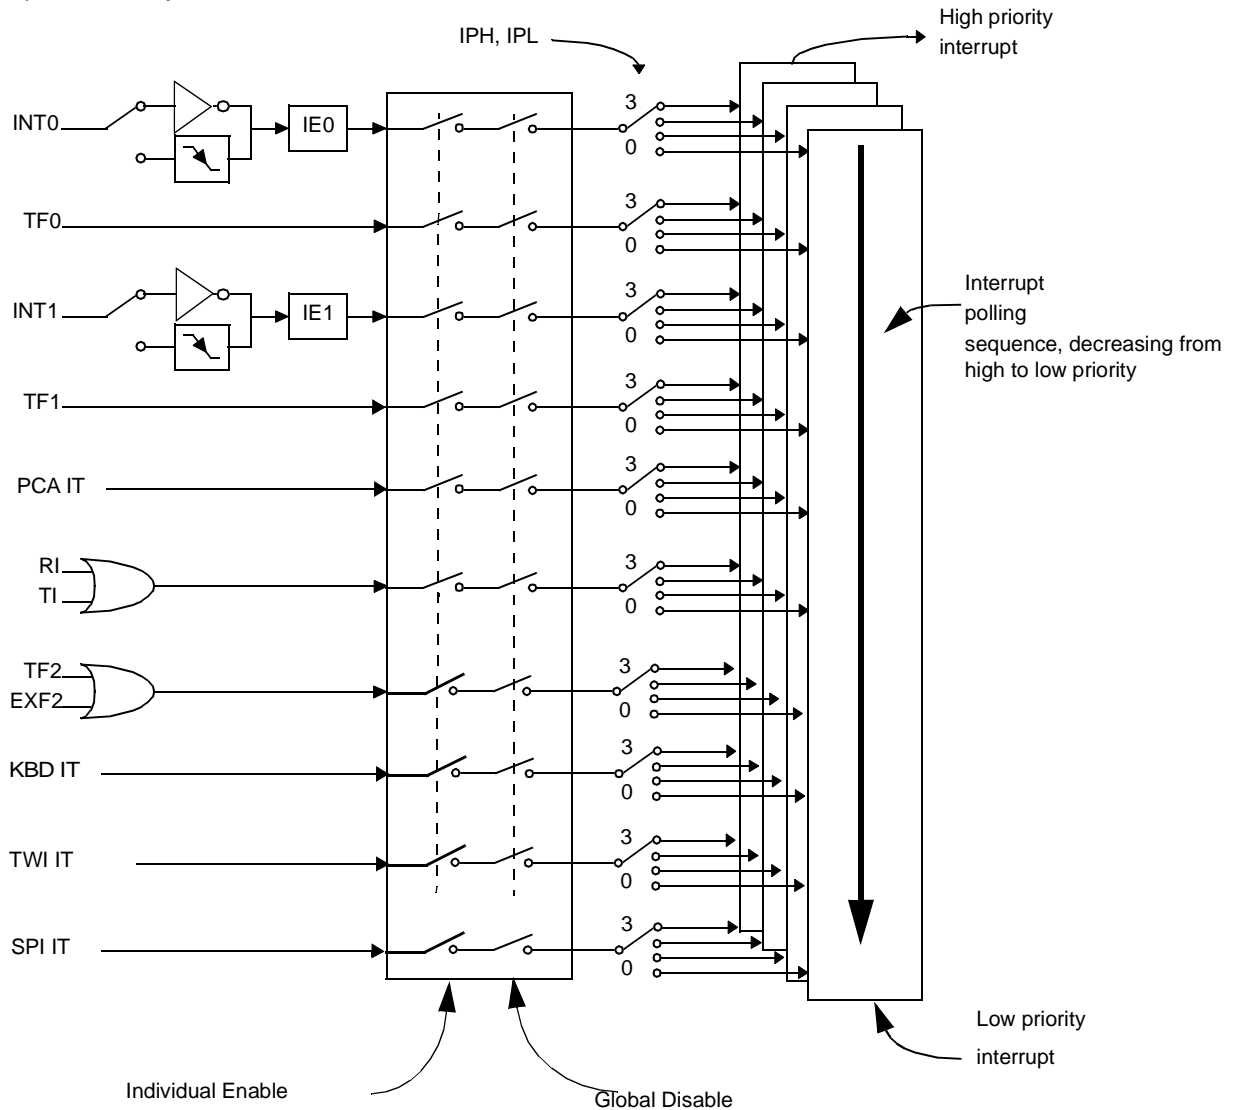 High priority
interrupt
IPH, IPL
INT0
IE0
3
0
TF0
3
0
INT1
IE1
3
0
Interrupt
polling
sequence, decreasing from
high to low priority
TF1
3
0
PCA IT
3
0
RI
TI
3
0
TF2
EXF2
3
0
KBD IT
3
0
TWI IT
3
0
SPI IT
3
0
Low priority
interrupt
Individual Enable
Global Disable